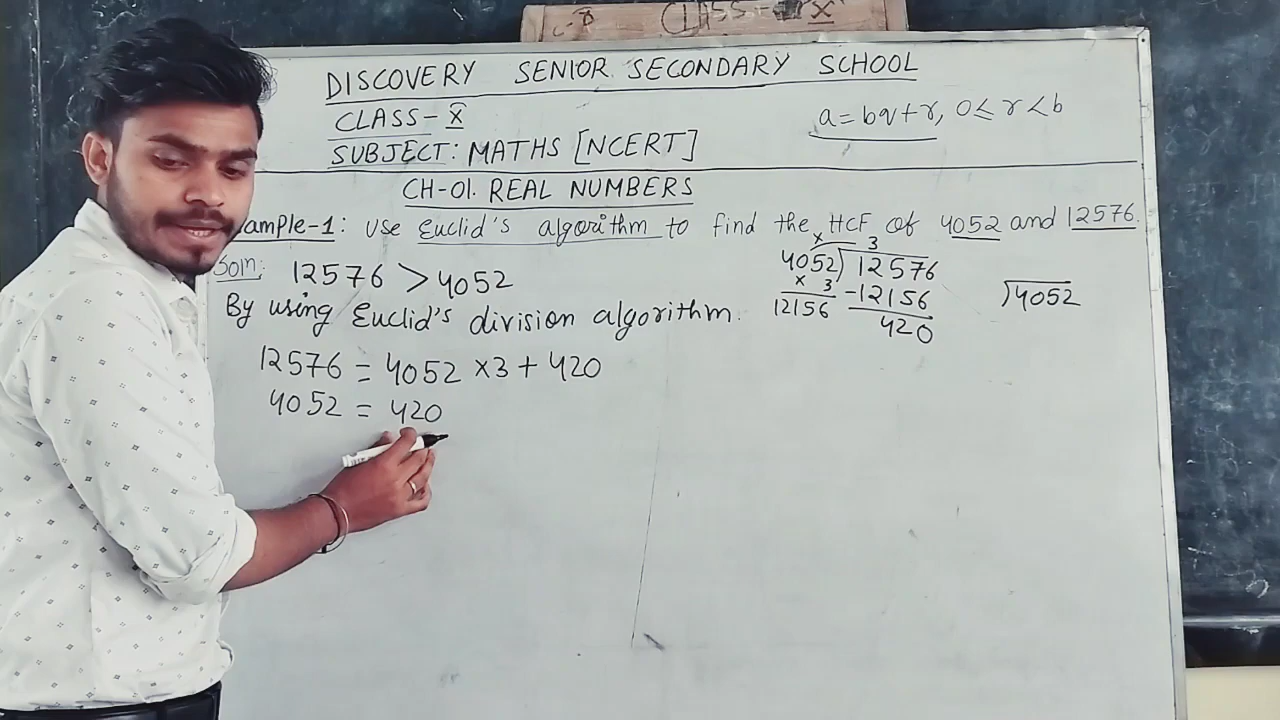 CLASS - X
DISCOVERY SENIOR SECONDARY SCHOOL
CLASS - X
SUBJECT: MATHS [NCERT]
a = bq + r, 0 ≤ r < b
CH-01. REAL NUMBERS
ample-1: Use Euclid's algorithm to find the HCF of 4052 and 12576.
Soln: 12576 > 4052
By using Euclid's division algorithm.
12576 = 4052 × 3 + 420
4052 = 420
x 3
4052) 12576
x 3 -12156
12156 420
)4052